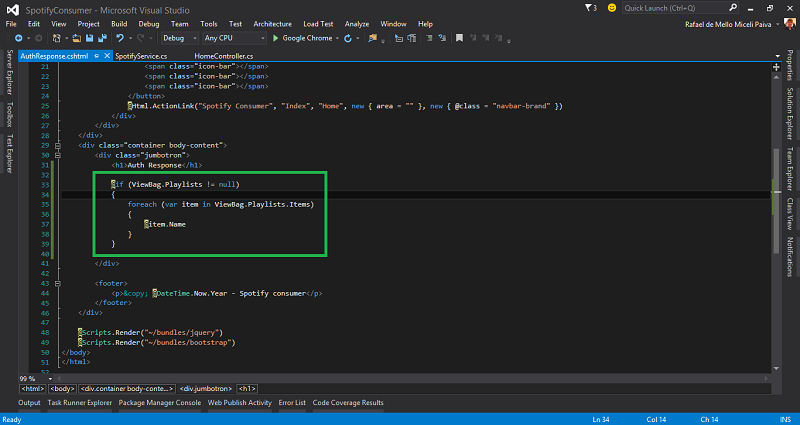 SpotifyConsumer - Microsoft Visual Studio
3
Quick Launch (Ctrl+Q)
File Edit View Project Build Debug Team Tools Test Architecture Load Test Analyze Window Help
Rafael de Mello Miceli Paiva
Debug Any CPU Google Chrome
AuthResponse.cshtml SpotifyService.cs HomeController.cs
Server Explorer
Toolbox
Test Explorer
21 <span class="icon-bar"></span>
22 <span class="icon-bar"></span>
23 <span class="icon-bar"></span>
24 </button>
25 @Html.ActionLink("Spotify Consumer", "Index", "Home", new { area = "" }, new { @class = "navbar-brand" })
26 </div>
27 </div>
28 </div>
29 <div class="container body-content">
30 <div class="jumbotron">
31 <h1>Auth Response</h1>
32
33 @if (ViewBag.Playlists != null)
34 {
35 foreach (var item in ViewBag.Playlists.Items)
36 {
37 @item.Name
38 }
39 }
40
41 </div>
42
43 <footer>
44 <p>&copy; @DateTime.Now.Year - Spotify consumer</p>
45 </footer>
46 </div>
47
48 @Scripts.Render("~/bundles/jquery")
49 @Scripts.Render("~/bundles/bootstrap")
50 </body>
51 </html>
52
Properties
Solution Explorer
Team Explorer
Class View
Notifications
99 %
<html> <body> <div.container body-conte...> <div.jumbotron> <h1>
Output Task Runner Explorer Package Manager Console Web Publish Activity Error List Code Coverage Results
Ready Ln 34 Col 14 Ch 14 INS